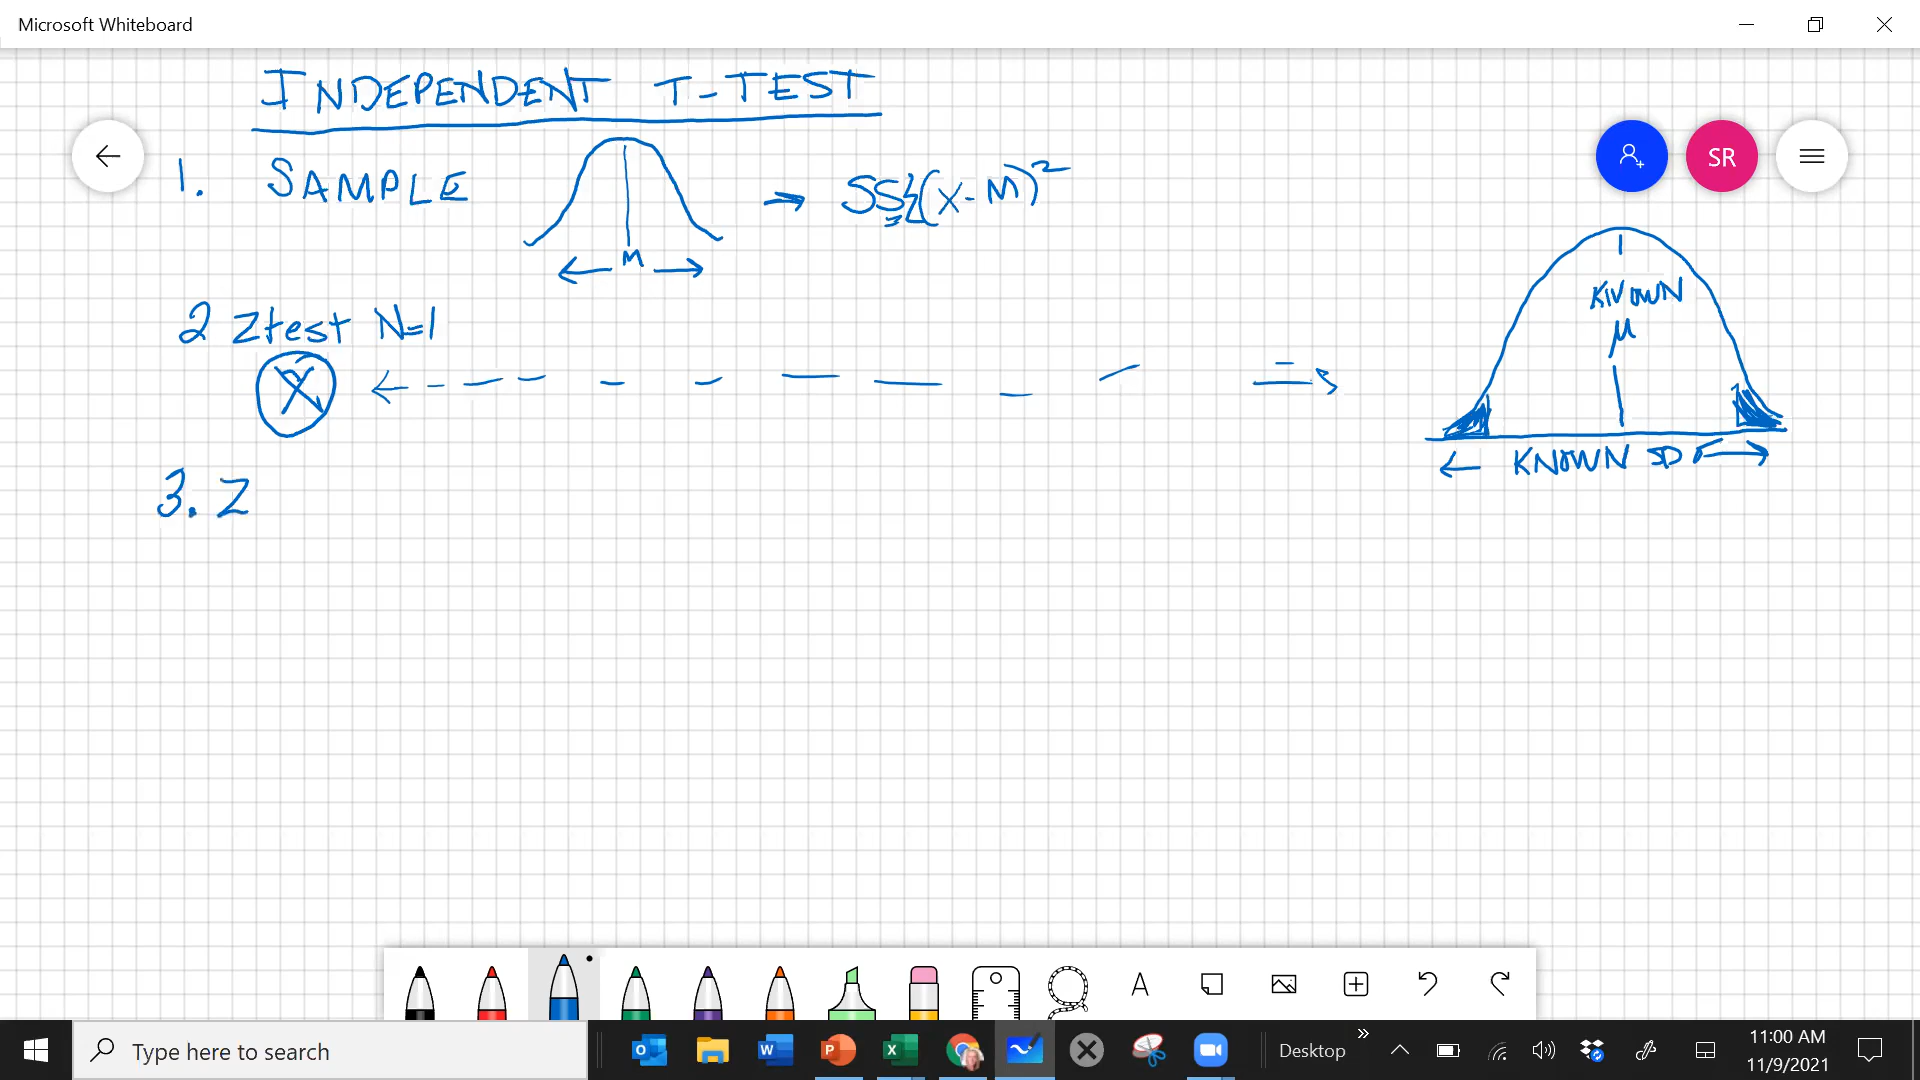 Microsoft Whiteboard
INDEPENDENT T-TEST
1. SAMPLE → SS=Σ(X-M)²
M
SR
KNOWN
μ
2 Ztest N=1
X
KNOWN SD
3. Z
A
Type here to search
Desktop
11:00 AM
11/9/2021